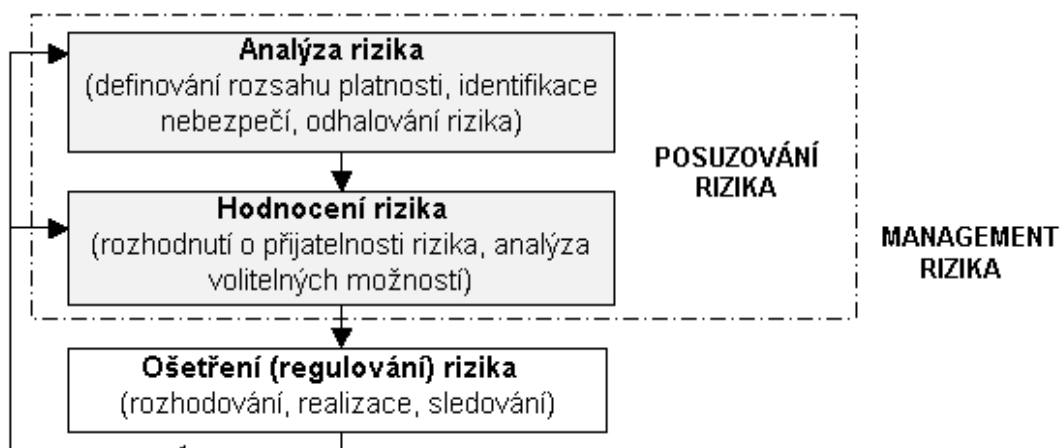 Analýza rizika
(definování rozsahu platnosti, identifikace
nebezpečí, odhalování rizika)
POSUZOVÁNÍ
RIZIKA
Hodnocení rizika
(rozhodnutí o přijatelnosti rizika, analýza
volitelných možností)
MANAGEMENT
RIZIKA
Ošetření (regulování) rizika
(rozhodování, realizace, sledování)